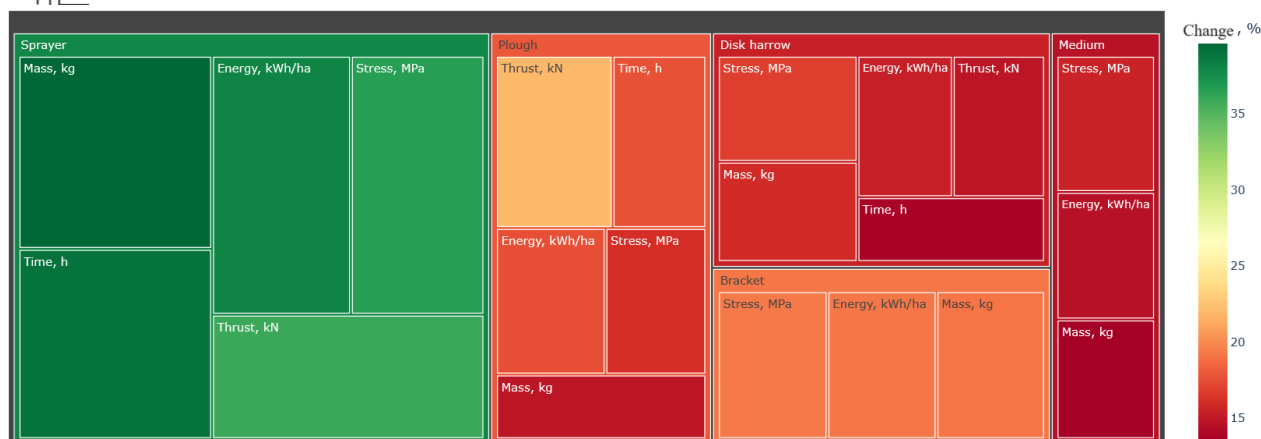 Change, %
Sprayer
Mass, kg
Energy, kWh/ha
Stress, MPa
Time, h
Thrust, kN
Plough
Thrust, kN
Time, h
Energy, kWh/ha
Stress, MPa
Mass, kg
Disk harrow
Stress, MPa
Energy, kWh/ha
Thrust, kN
Mass, kg
Time, h
Bracket
Stress, MPa
Energy, kWh/ha
Mass, kg
Medium
Stress, MPa
Energy, kWh/ha
Mass, kg
35
30
25
20
15